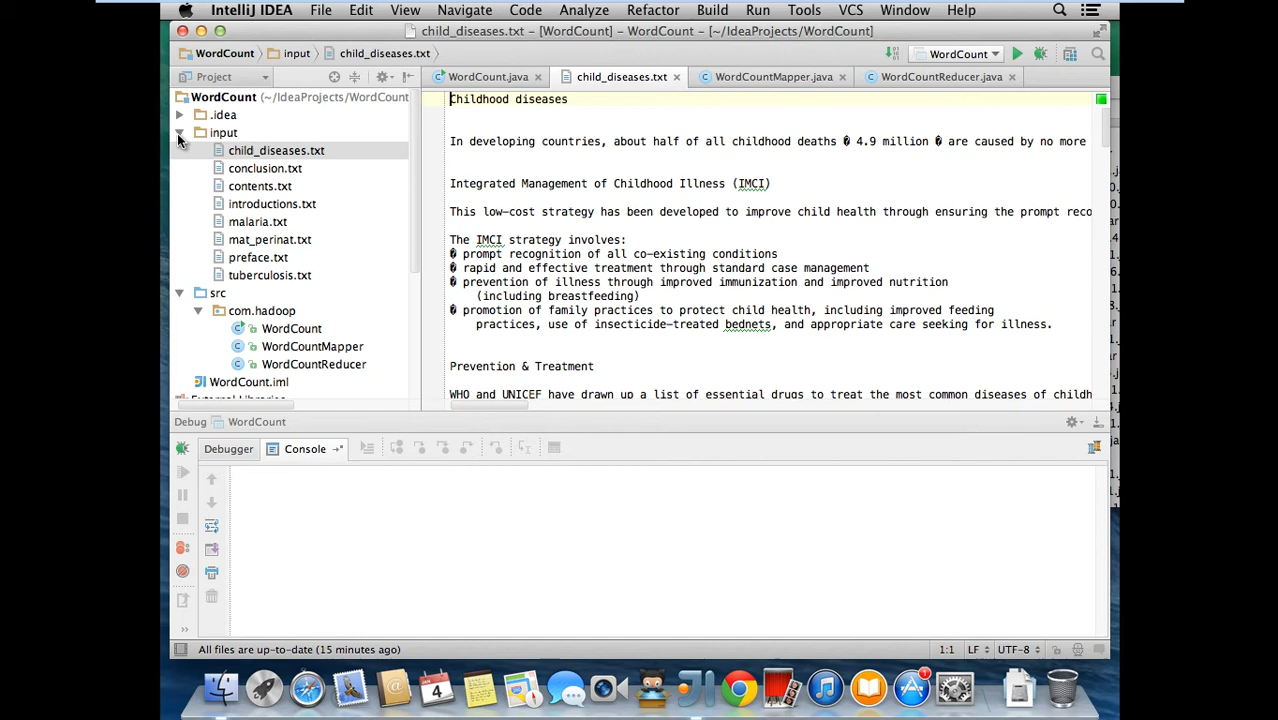 IntelliJ IDEA File Edit View Navigate Code Analyze Refactor Build Run Tools VCS Window Help
child_diseases.txt - [WordCount] - WordCount - [~/IdeaProjects/WordCount]
WordCount input child_diseases.txt WordCount
Project WordCount.java child_diseases.txt WordCountMapper.java WordCountReducer.java
WordCount (~/IdeaProjects/WordCount
.idea
input
child_diseases.txt
conclusion.txt
contents.txt
introductions.txt
malaria.txt
mat_perinat.txt
preface.txt
tuberculosis.txt
src
com.hadoop
WordCount
WordCountMapper
WordCountReducer
WordCount.iml
Childhood diseases
In developing countries, about half of all childhood deaths � 4.9 million � are caused by no more
Integrated Management of Childhood Illness (IMCI)
This low-cost strategy has been developed to improve child health through ensuring the prompt reco
The IMCI strategy involves:
� prompt recognition of all co-existing conditions
� rapid and effective treatment through standard case management
� prevention of illness through improved immunization and improved nutrition
(including breastfeeding)
� promotion of family practices to protect child health, including improved feeding
practices, use of insecticide-treated bednets, and appropriate care seeking for illness.
Prevention & Treatment
WHO and UNICEF have drawn up a list of essential drugs to treat the most common diseases of childh
Debug WordCount
Debugger Console
All files are up-to-date (15 minutes ago) 1:1 LF UTF-8
4
1